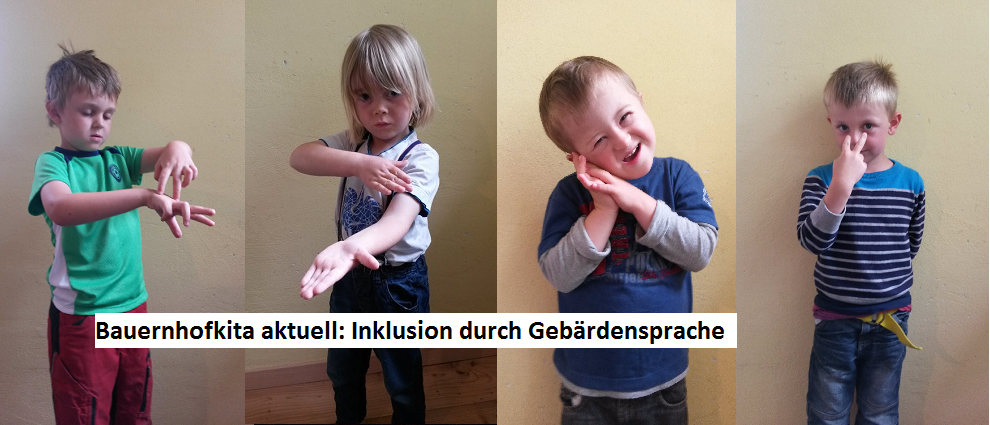 Bauernhofkita aktuell: Inklusion durch Gebärdensprache